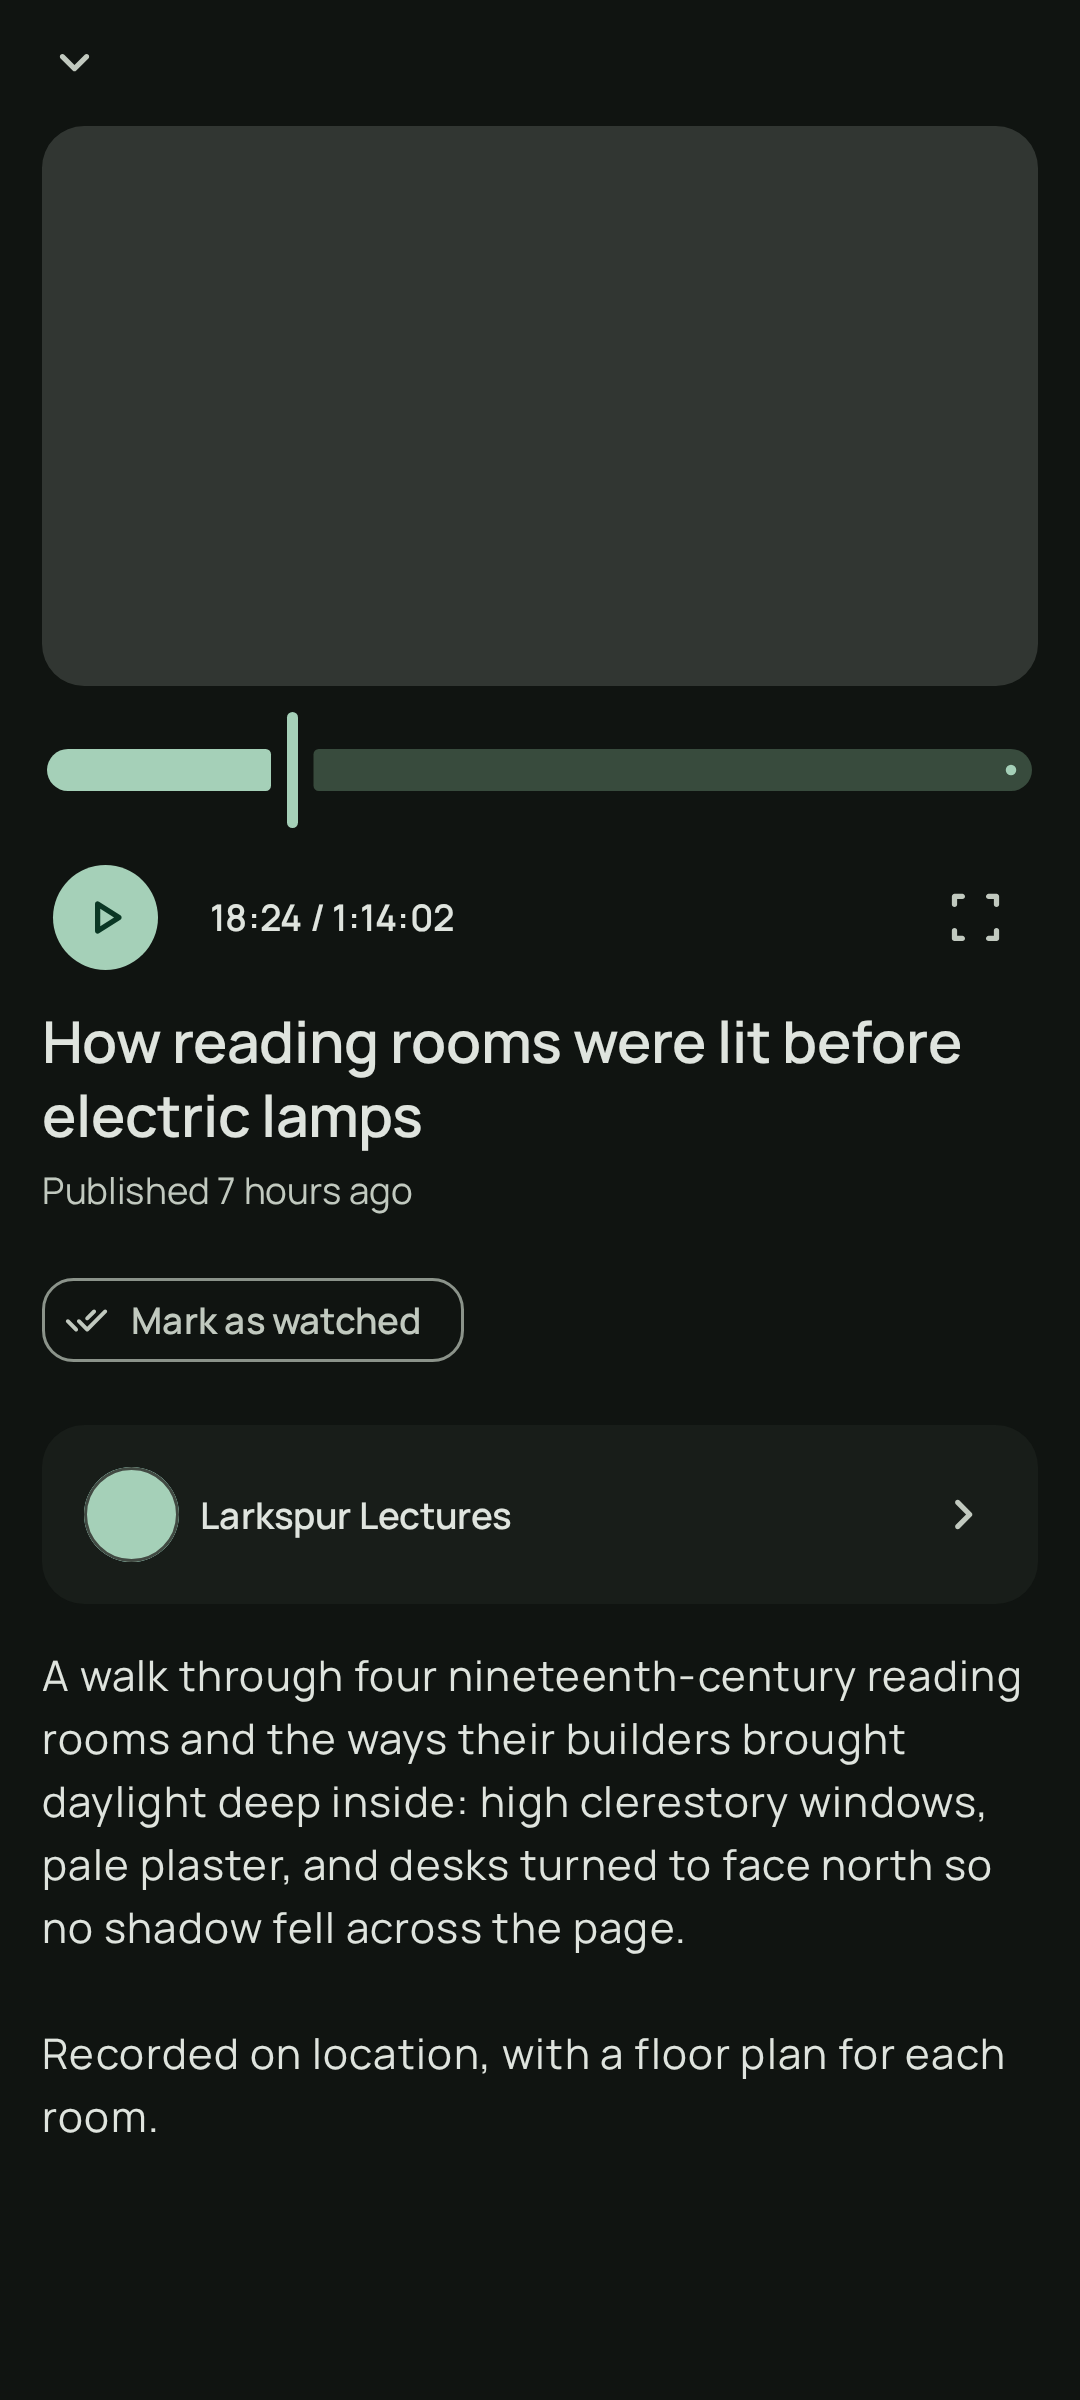 18:24 / 1:14:02
How reading rooms were lit before
electric lamps
Published 7 hours ago
Mark as watched
Larkspur Lectures
A walk through four nineteenth-century reading
rooms and the ways their builders brought
daylight deep inside: high clerestory windows,
pale plaster, and desks turned to face north so
no shadow fell across the page.
Recorded on location, with a floor plan for each
room.